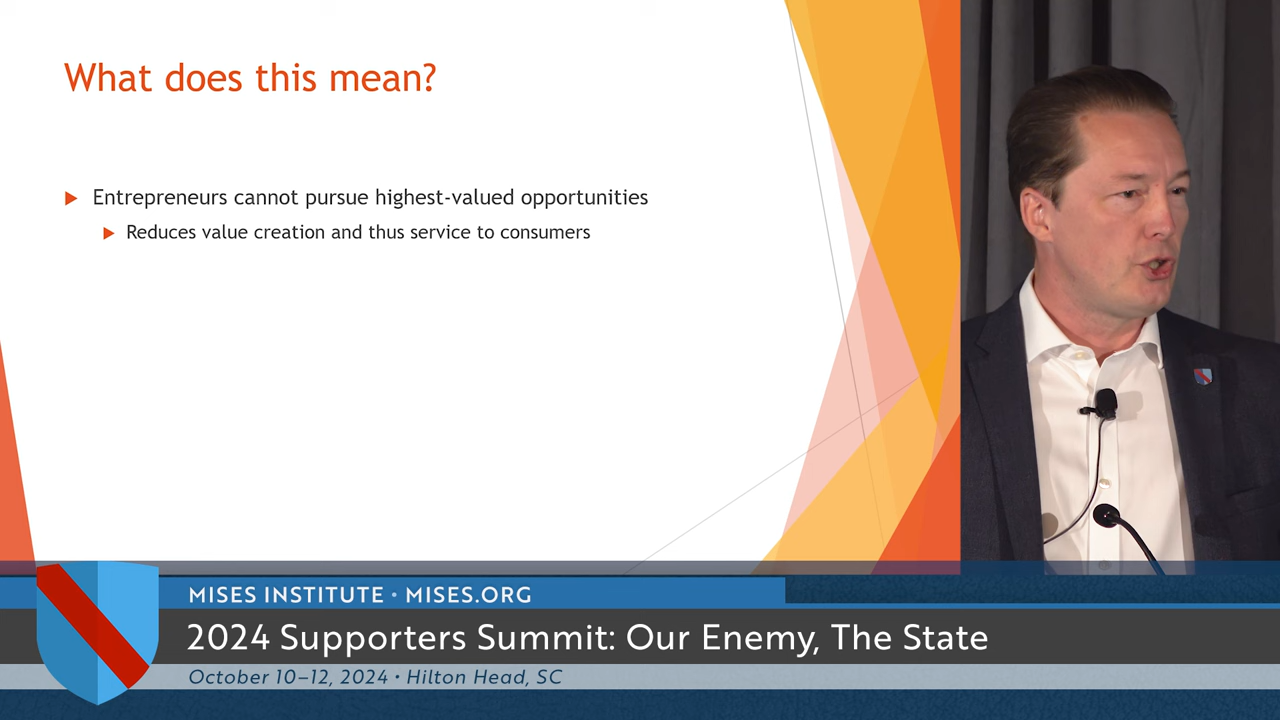 What does this mean?
Entrepreneurs cannot pursue highest-valued opportunities
Reduces value creation and thus service to consumers
MISES INSTITUTE • MISES.ORG
2024 Supporters Summit: Our Enemy, The State
October 10–12, 2024 • Hilton Head, SC